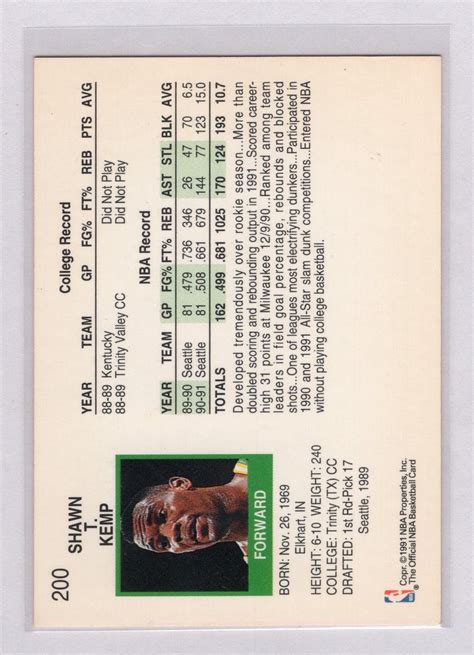 200
SHAWN
T.
KEMP
FORWARD
BORN: Nov. 26, 1969
Elkhart, IN
HEIGHT: 6-10 WEIGHT: 240
COLLEGE: Trinity (TX) CC
DRAFTED: 1st Rd-Pick 17
Seattle, 1989
Copr. © 1991 NBA Properties, Inc.
® The Official NBA Basketball Card
College Record
YEAR TEAM GP FG% FT% REB PTS AVG
88-89 Kentucky Did Not Play
88-89 Trinity Valley CC Did Not Play
NBA Record
YEAR TEAM GP FG% FT% REB AST STL BLK AVG
89-90 Seattle 81 .479 .736 346 26 47 70 6.5
90-91 Seattle 81 .508 .661 679 144 77 123 15.0
TOTALS 162 .499 .681 1025 170 124 193 10.7
Developed tremendously over rookie season...More than
doubled scoring and rebounding output in 1991...Scored career-
high 31 points at Milwaukee 12/9/90...Ranked among team
leaders in field goal percentage, rebounds and blocked
shots...One of leagues most electrifying dunkers...Participated in
1990 and 1991 All-Star slam dunk competitions...Entered NBA
without playing college basketball.